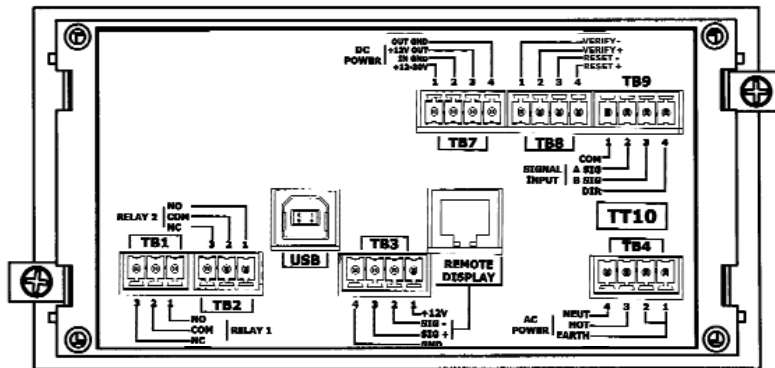 OUT GND
DC POWER
+12V OUT
IN GND
+12-30V
1 2 3 4
VERIFY-
VERIFY+
RESET -
RESET +
1 2 3 4
TB9
TB7
TB8
COM
SIGNAL INPUT
A SIG
B SIG
DIR
1 2 3 4
TT10
RELAY 2
NO
COM
NC
3 2 1
TB1
TB2
USB
TB3
REMOTE DISPLAY
TB4
3 2 1
NO
COM
NC
RELAY 1
4 3 2 1
+12V
SIG -
SIG +
GND
AC POWER
NEUT
HOT
EARTH
4 3 2 1